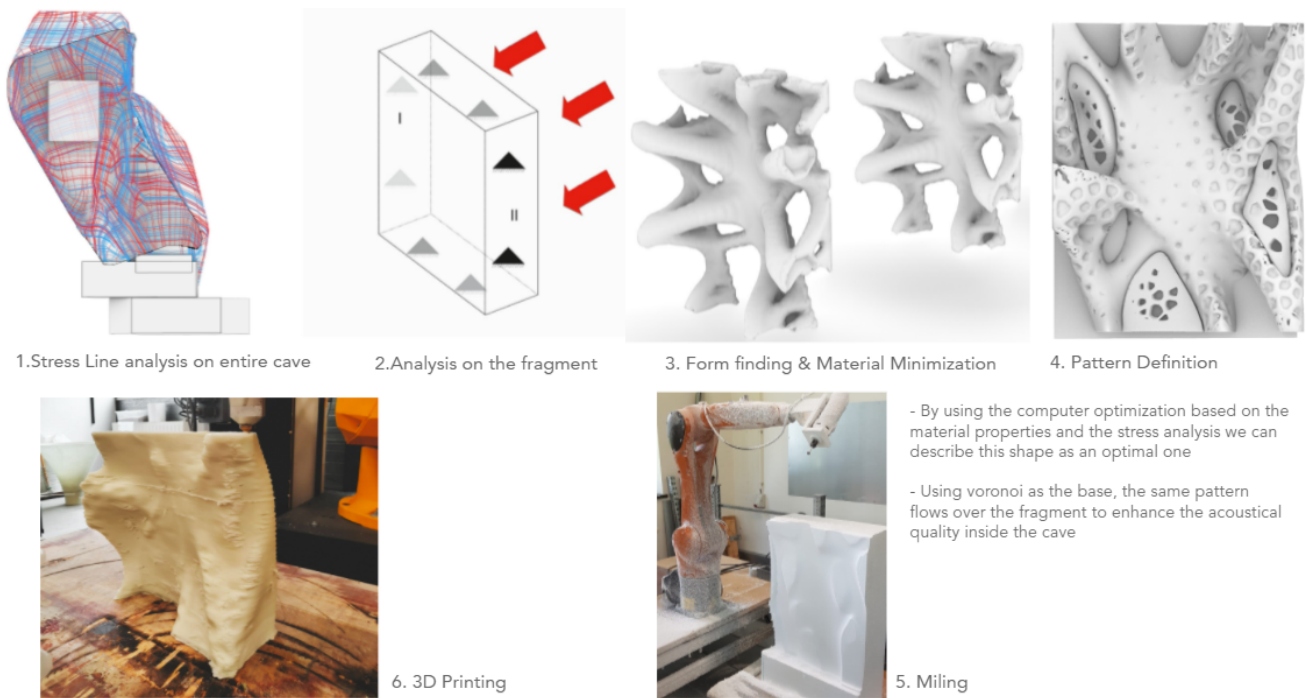 I
II
1.Stress Line analysis on entire cave
2.Analysis on the fragment
3. Form finding & Material Minimization
4. Pattern Definition
- By using the computer optimization based on the
material properties and the stress analysis we can
describe this shape as an optimal one
- Using voronoi as the base, the same pattern
flows over the fragment to enhance the acoustical
quality inside the cave
6. 3D Printing
5. Miling